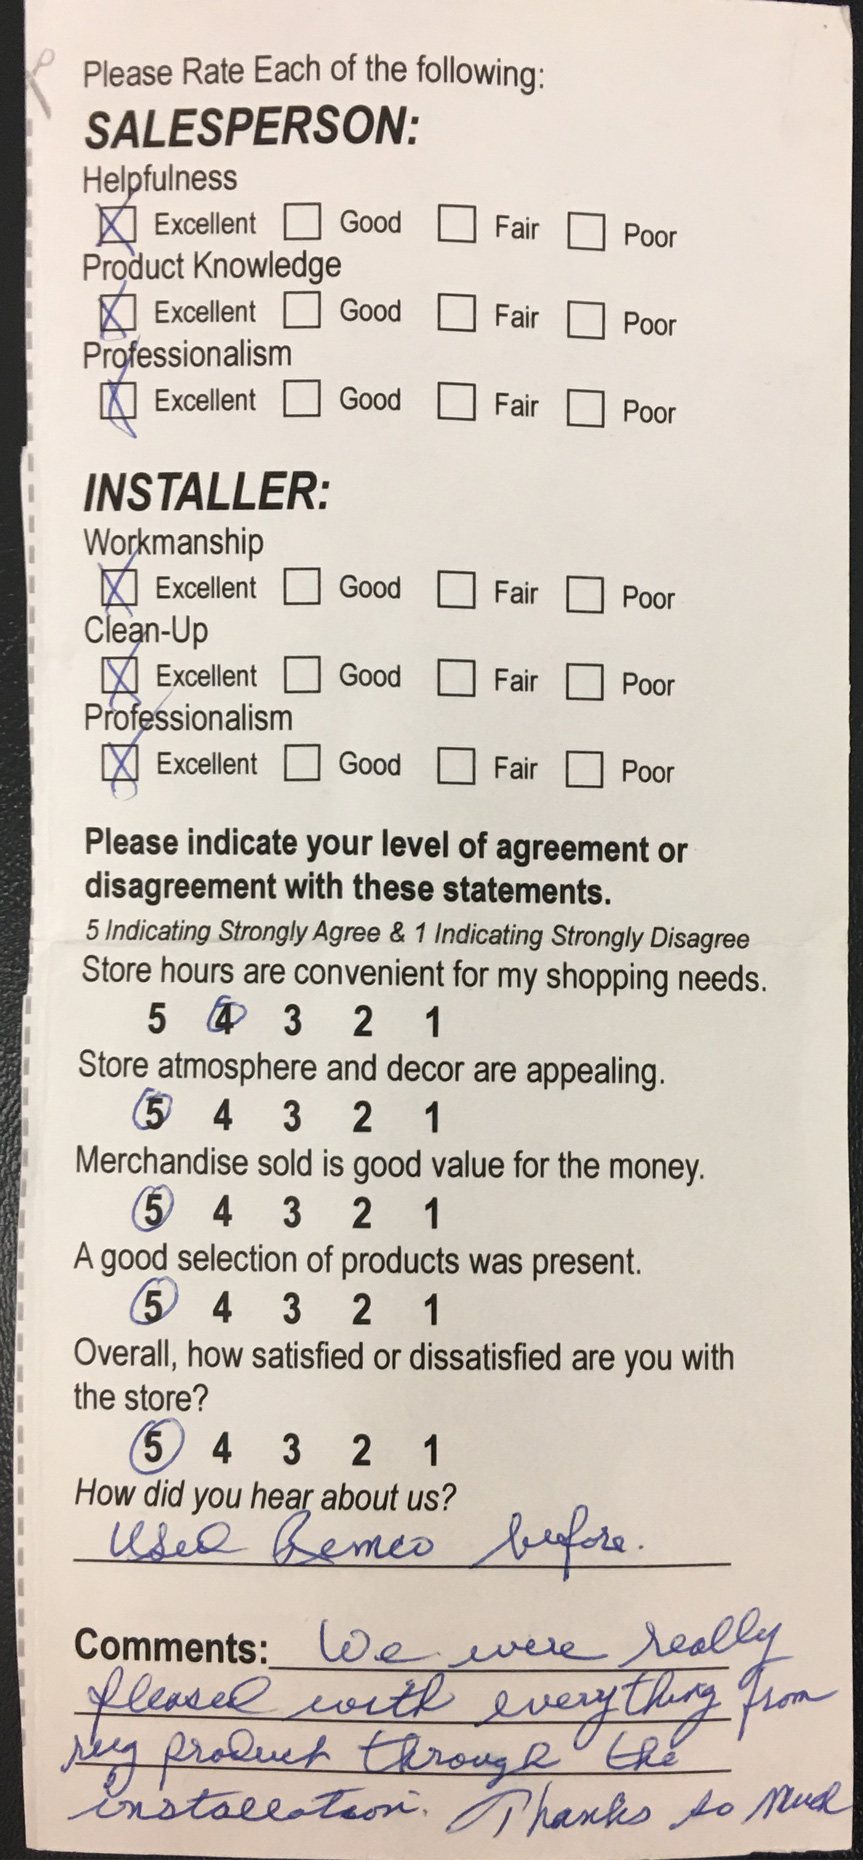 Please Rate Each of the following:
SALESPERSON:
Helpfulness
Excellent Good Fair Poor
Product Knowledge
Excellent Good Fair Poor
Professionalism
Excellent Good Fair Poor
INSTALLER:
Workmanship
Excellent Good Fair Poor
Clean-Up
Excellent Good Fair Poor
Professionalism
Excellent Good Fair Poor
Please indicate your level of agreement or
disagreement with these statements.
5 Indicating Strongly Agree & 1 Indicating Strongly Disagree
Store hours are convenient for my shopping needs.
5 4 3 2 1
Store atmosphere and decor are appealing.
5 4 3 2 1
Merchandise sold is good value for the money.
5 4 3 2 1
A good selection of products was present.
5 4 3 2 1
Overall, how satisfied or dissatisfied are you with
the store?
5 4 3 2 1
How did you hear about us?
Used Bemco before.
Comments: We were really
pleased with everything from
rug product through the
installation. Thanks so much